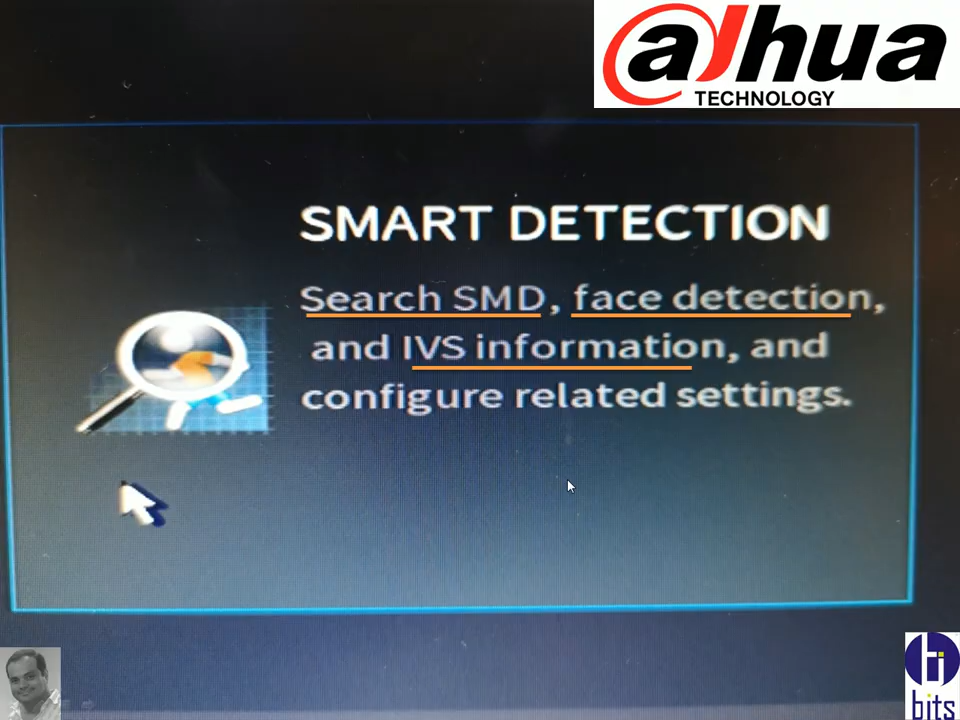 alhua
TECHNOLOGY
SMART DETECTION
Search SMD, face detection,
and IVS information, and
configure related settings.
bits